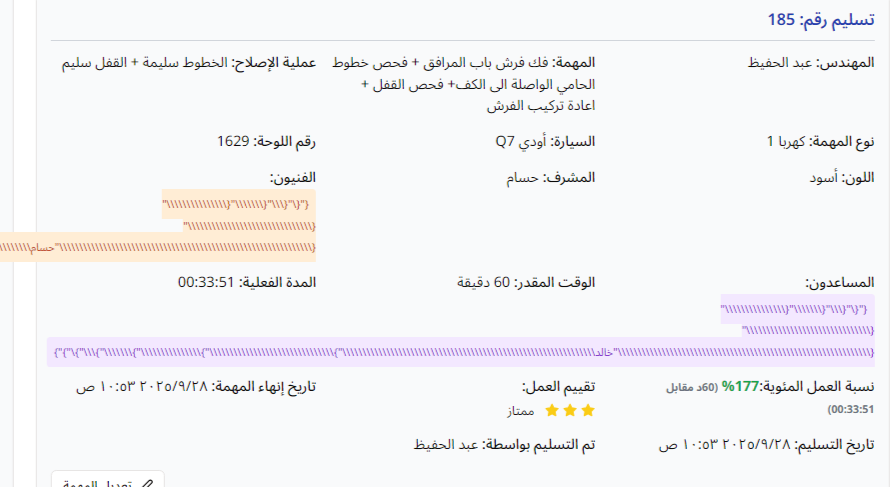 تسليم رقم: 185
المهندس: عبد الحفيظ
المهمة: فك فرش باب المرافق + فحص خطوط
الحامي الواصلة الى الكف+ فحص القفل +
اعادة تركيب الفرش
عملية الإصلاح: الخطوط سليمة + القفل سليم
نوع المهمة: كهربا 1
السيارة: أودي Q7
رقم اللوحة: 1629
اللون: أسود
المشرف: حسام
الفنيون:
حسام
المساعدون:
خالد
الوقت المقدر: 60 دقيقة
المدة الفعلية: 00:33:51
نسبة العمل المئوية:177% (60د مقابل
00:33:51)
تقييم العمل:
ممتاز
تاريخ إنهاء المهمة: ٢٠٢٥/٩/٢٨ ١٠:٥٣ ص
تاريخ التسليم: ٢٠٢٥/٩/٢٨ ١٠:٥٣ ص
تم التسليم بواسطة: عبد الحفيظ
تعديل المهمة